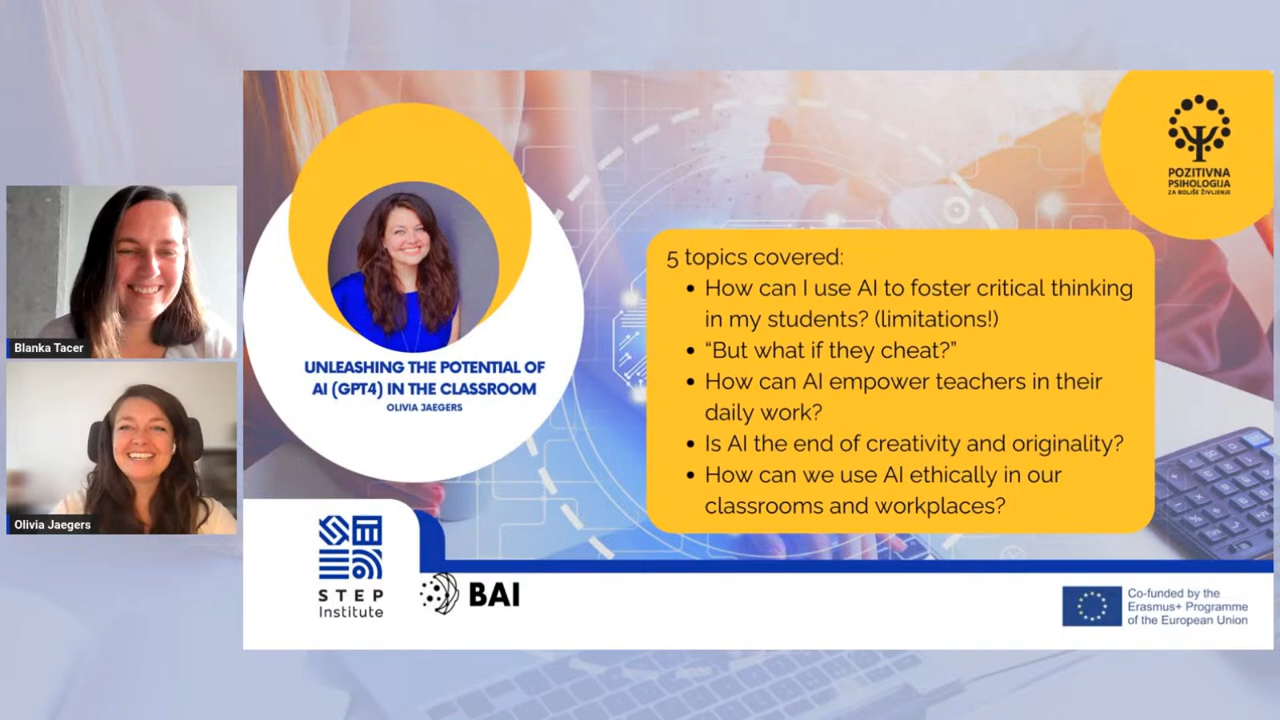 Blanka Tacer
Olivia Jaegers
UNLEASHING THE POTENTIAL OF
AI (GPT4) IN THE CLASSROOM
OLIVIA JAEGERS
POZITIVNA
PSIHOLOGIJA
ZA BOLJŠE ŽIVLJENJE
5 topics covered:
• How can I use AI to foster critical thinking
in my students? (limitations!)
• “But what if they cheat?”
• How can AI empower teachers in their
daily work?
• Is AI the end of creativity and originality?
• How can we use AI ethically in our
classrooms and workplaces?
STEP
Institute
BAI
Co-funded by the
Erasmus+ Programme
of the European Union